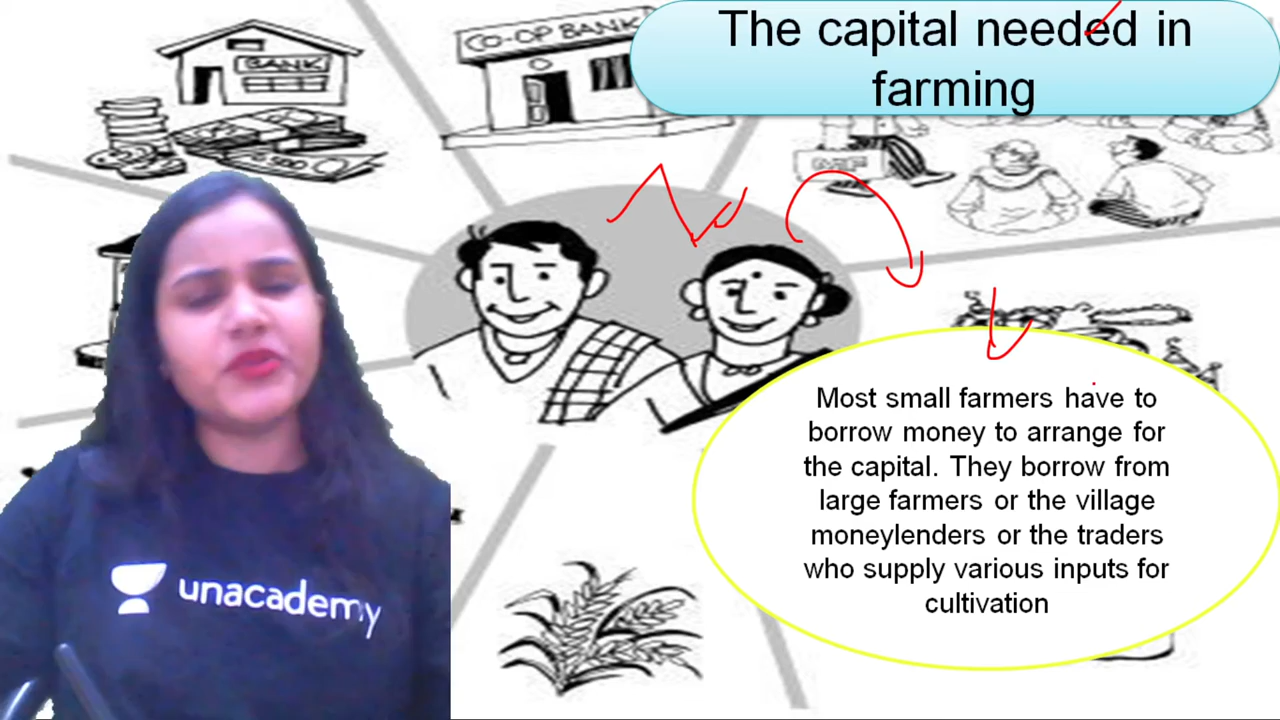 BANK
CO-OP BANK
The capital needed in
farming
500
Most small farmers have to
borrow money to arrange for
the capital. They borrow from
large farmers or the village
moneylenders or the traders
who supply various inputs for
cultivation
unacademy